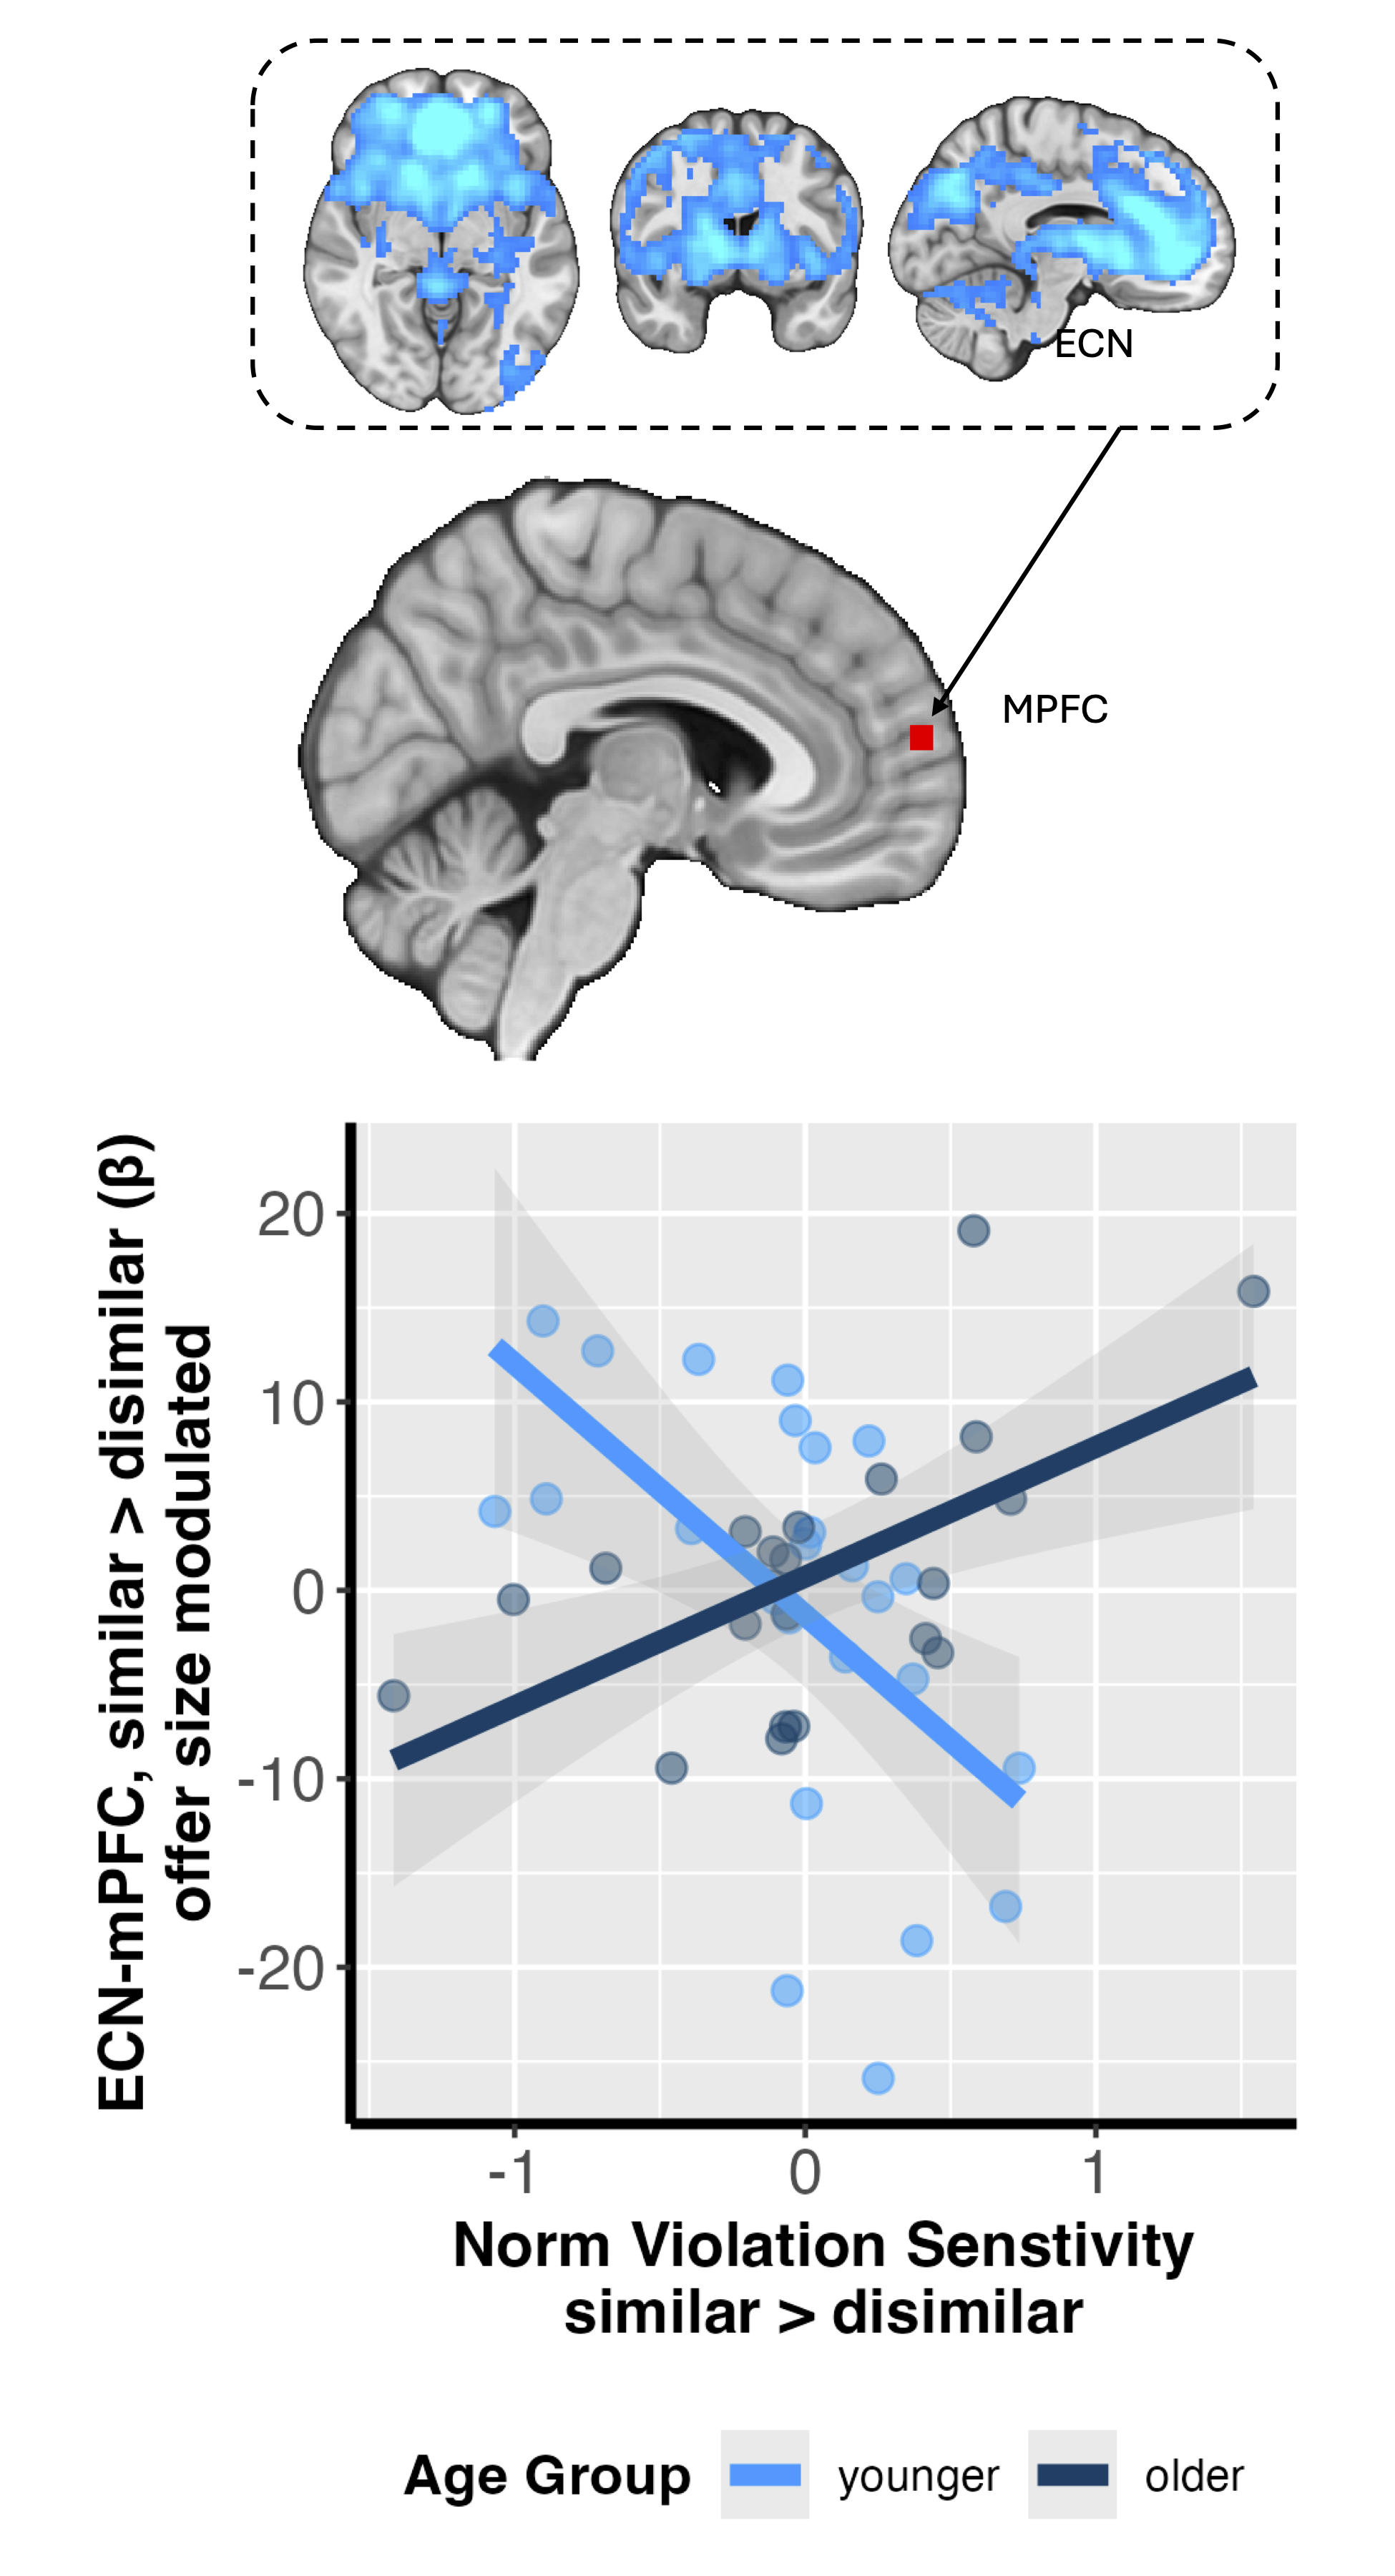 ECN
MPFC
ECN-mPFC, similar > disimilar (β)
offer size modulated
20
10
0
-10
-20
-1
0
1
Norm Violation Senstivity
similar > disimilar
Age Group younger older